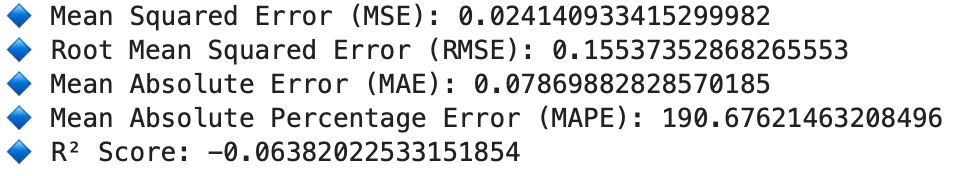 🔷 Mean Squared Error (MSE): 0.024140933415299982
🔷 Root Mean Squared Error (RMSE): 0.15537352868265553
🔷 Mean Absolute Error (MAE): 0.07869882828570185
🔷 Mean Absolute Percentage Error (MAPE): 190.67621463208496
🔷 R² Score: -0.06382022533151854